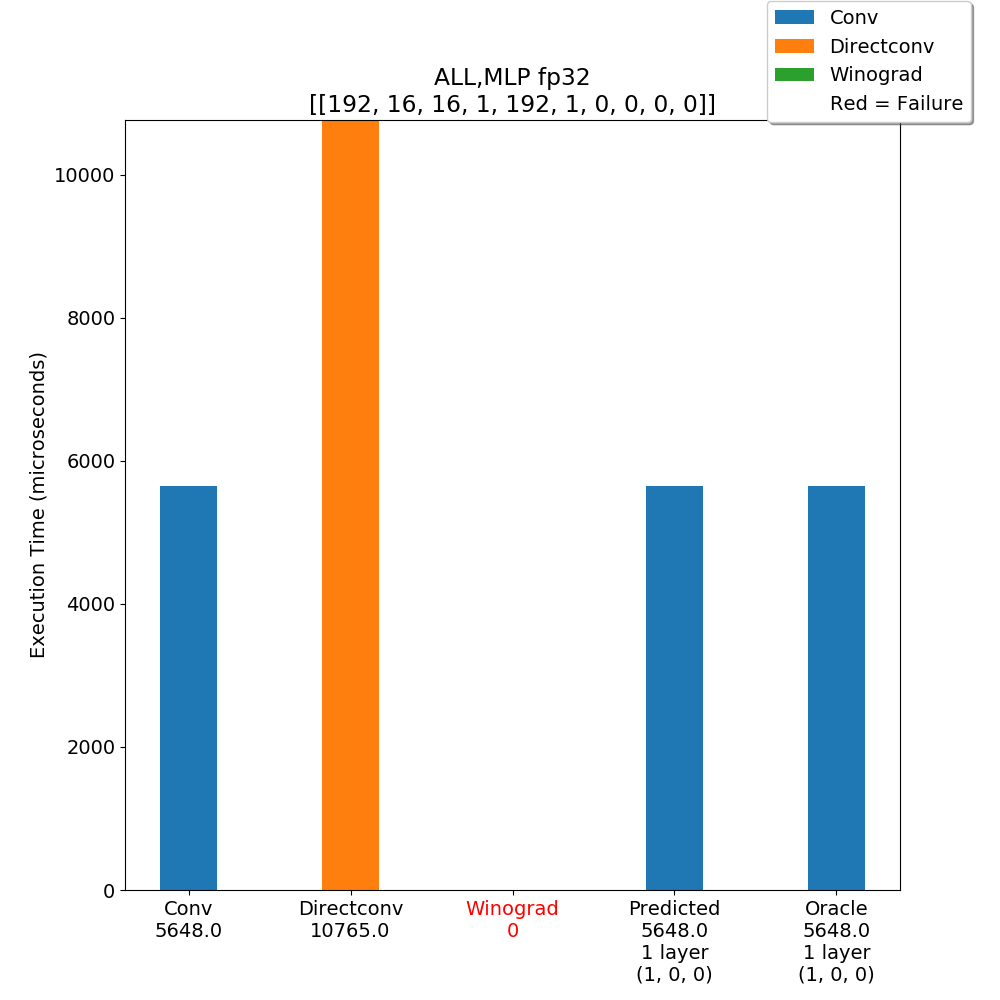 Conv
Directconv
Winograd
Red = Failure
ALL,MLP fp32
[[192, 16, 16, 1, 192, 1, 0, 0, 0, 0]]
Execution Time (microseconds)
10000
8000
6000
4000
2000
0
Conv
5648.0
Directconv
10765.0
Winograd
0
Predicted
5648.0
1 layer
(1, 0, 0)
Oracle
5648.0
1 layer
(1, 0, 0)